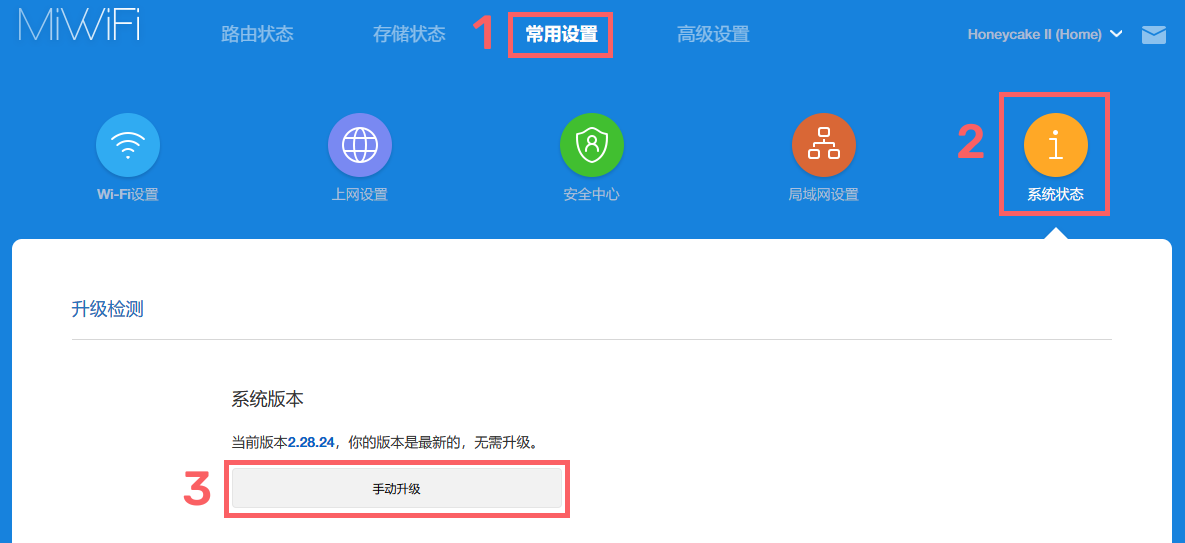 MiWiFi
路由状态 存储状态 1 常用设置 高级设置 Honeycake II (Home)
2
Wi-Fi设置 上网设置 安全中心 局域网设置 系统状态
升级检测
系统版本
当前版本2.28.24，你的版本是最新的，无需升级。
3 手动升级